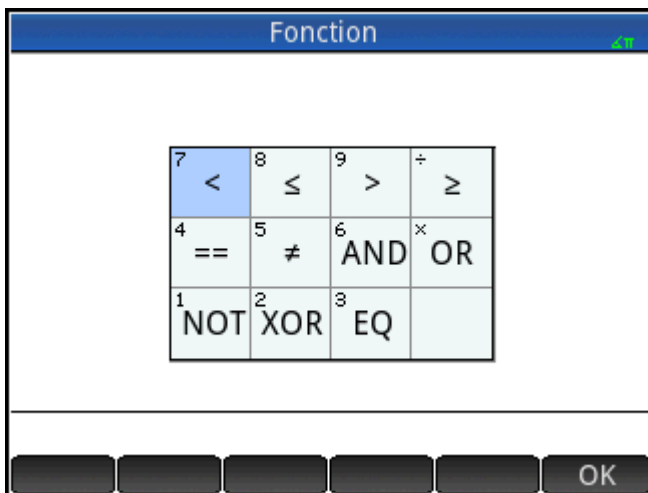 Fonction
∡π
7 < 8 ≤ 9 > ÷ ≥
4 == 5 ≠ 6 AND × OR
1 NOT 2 XOR 3 EQ
OK